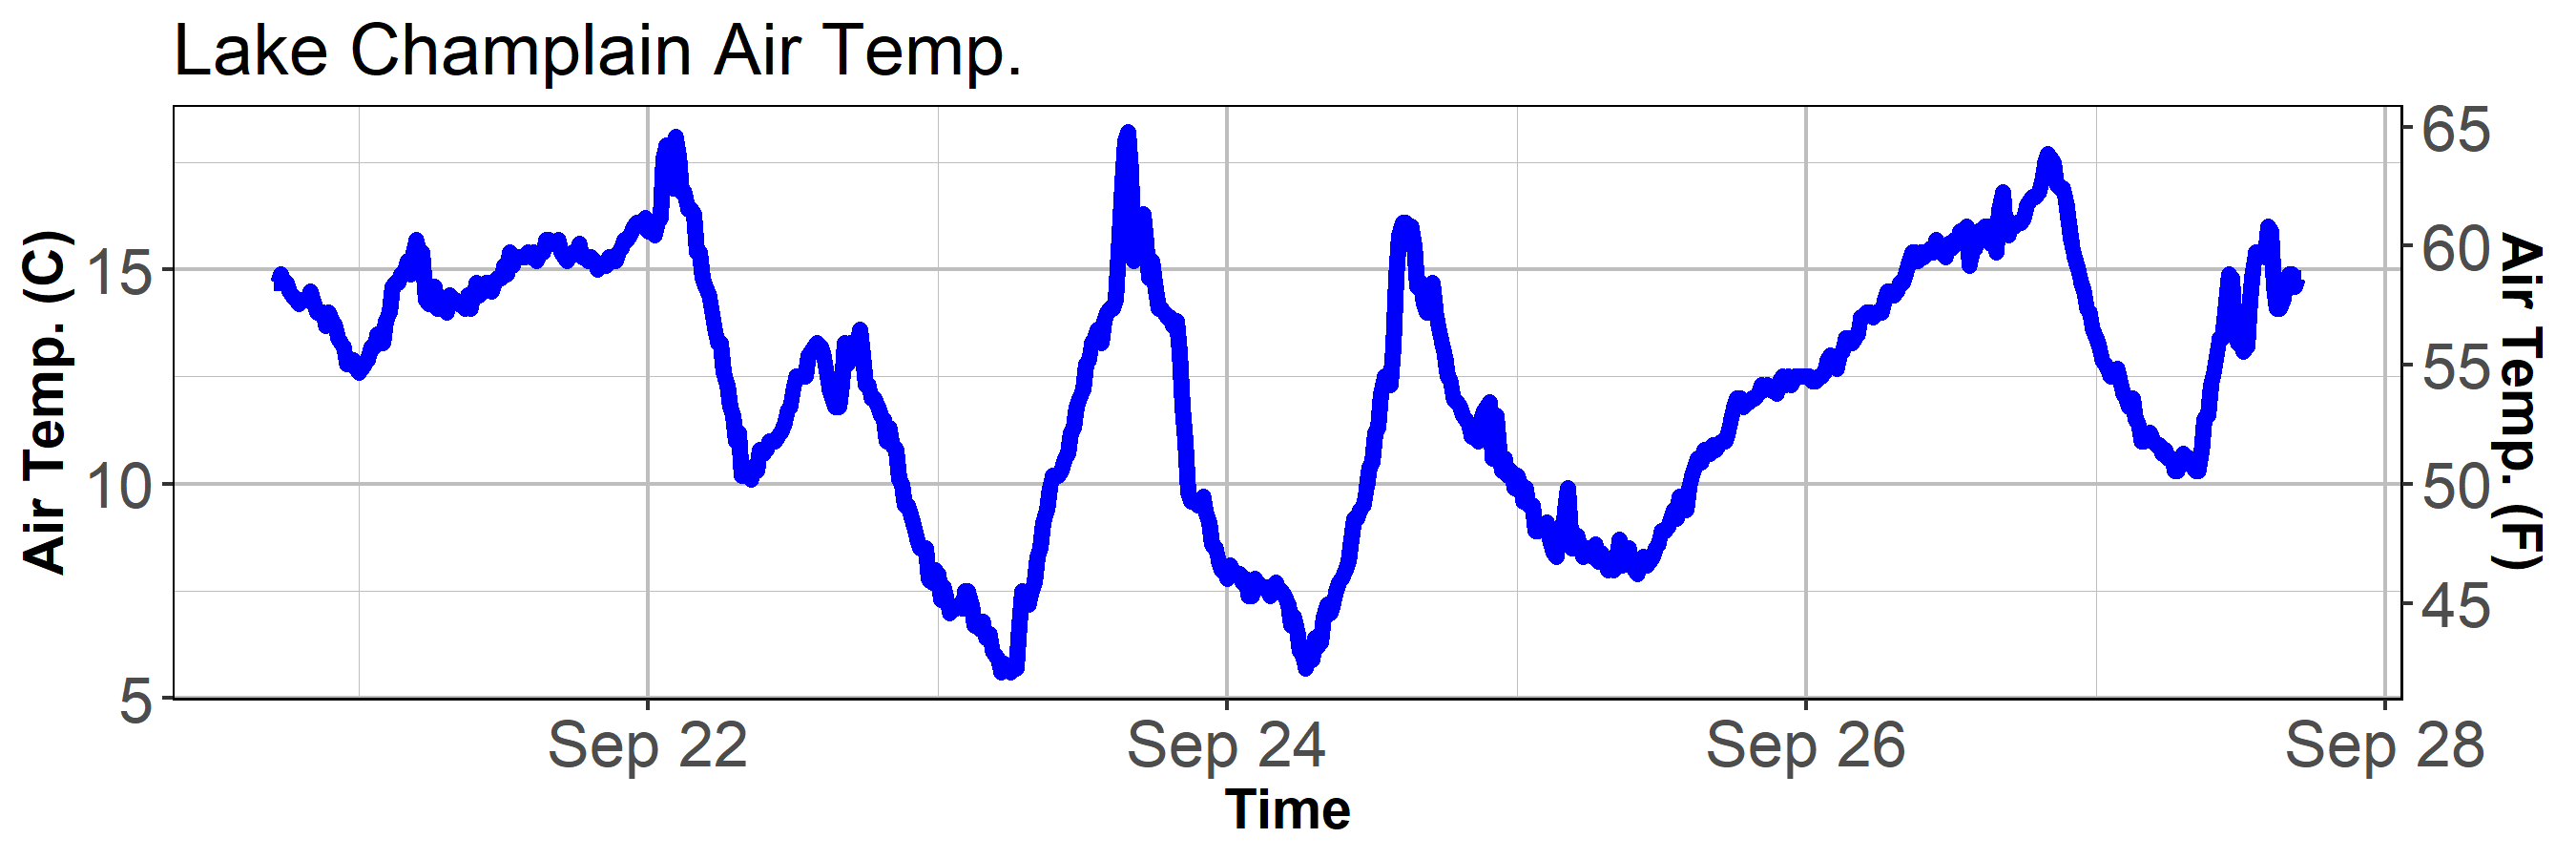 Lake Champlain Air Temp.
Air Temp. (C)
15
10
5
65
60
55
50
45
Air Temp. (F)
Sep 22 Sep 24 Sep 26 Sep 28
Time